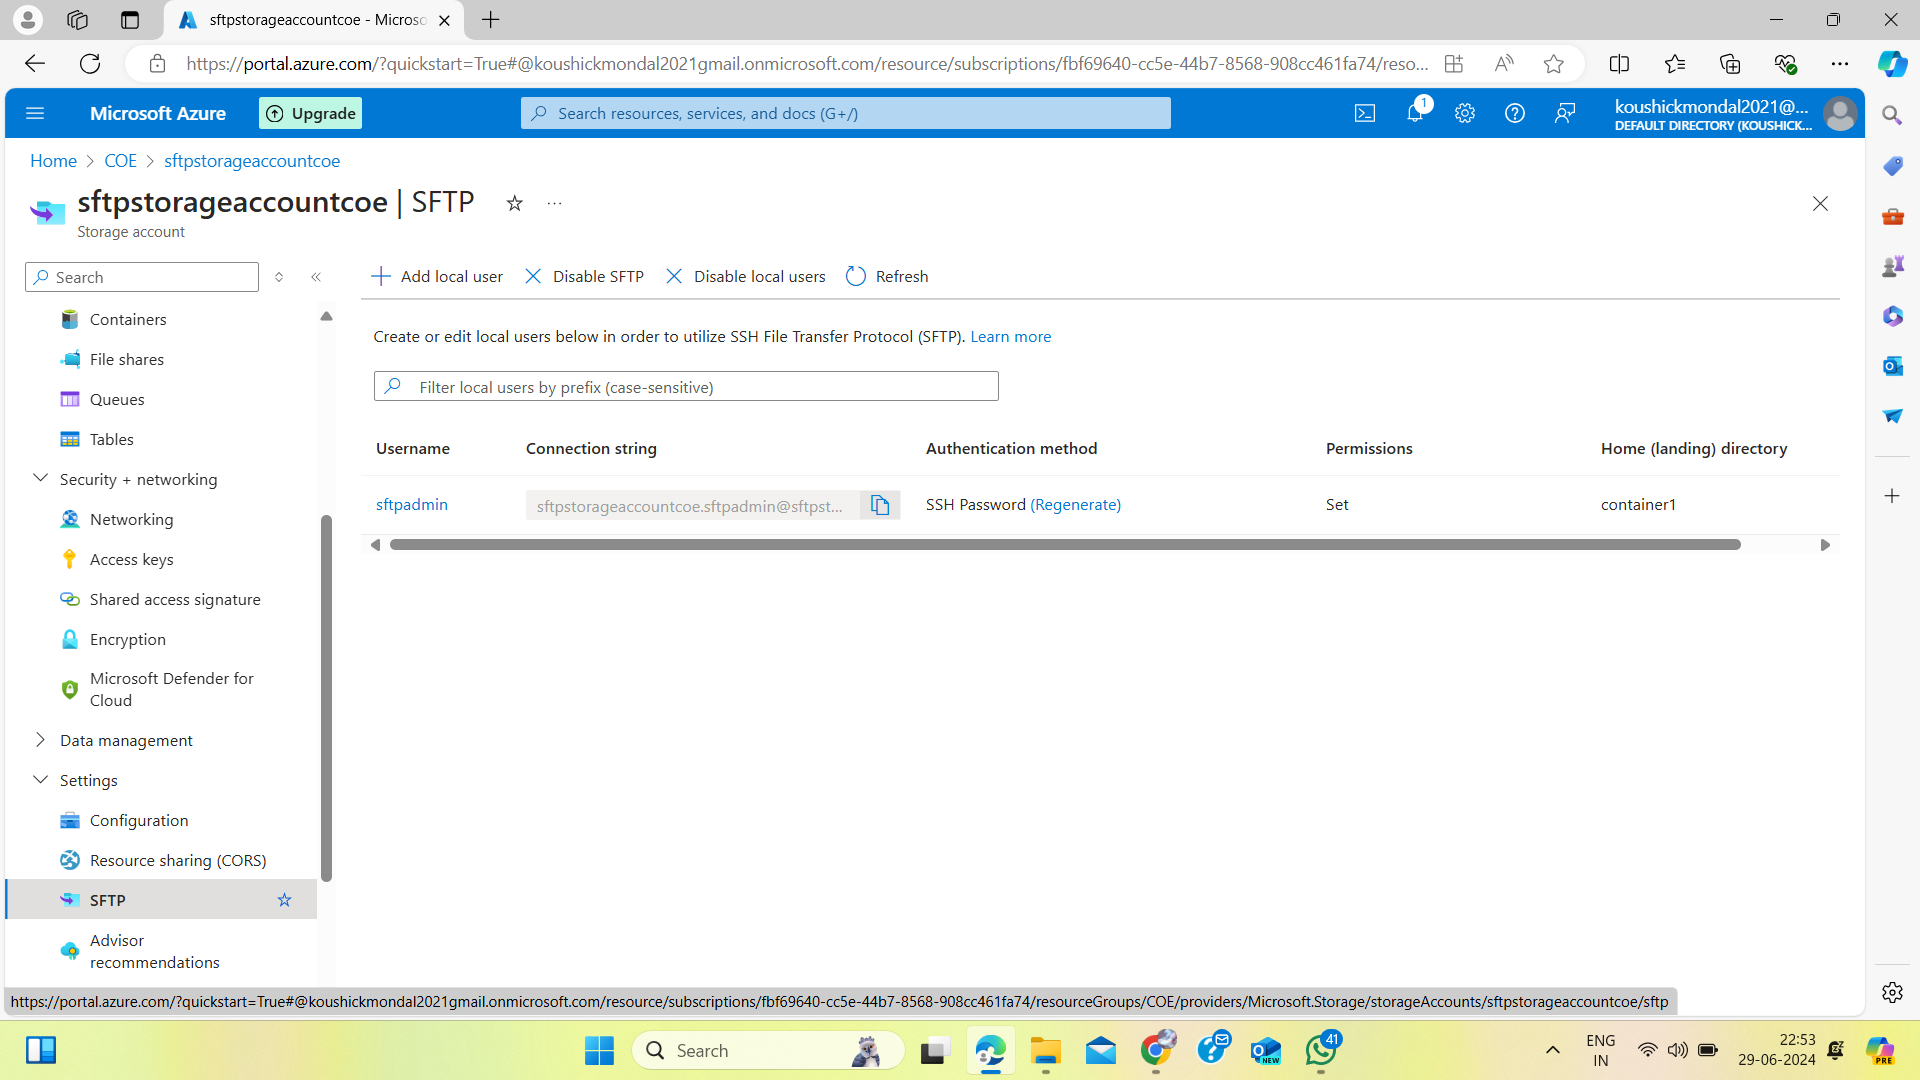 sftpstorageaccountcoe - Microso
https://portal.azure.com/?quickstart=True#@koushickmondal2021gmail.onmicrosoft.com/resource/subscriptions/fbf69640-cc5e-44b7-8568-908cc461fa74/reso...
Microsoft Azure
Upgrade
Search resources, services, and docs (G+/)
1
koushickmondal2021@...
DEFAULT DIRECTORY (KOUSHICK...
Home > COE > sftpstorageaccountcoe
sftpstorageaccountcoe | SFTP
Storage account
Search
Add local user
Disable SFTP
Disable local users
Refresh
Containers
File shares
Queues
Tables
Security + networking
Networking
Access keys
Shared access signature
Encryption
Microsoft Defender for
Cloud
Data management
Settings
Configuration
Resource sharing (CORS)
SFTP
Advisor
recommendations
Create or edit local users below in order to utilize SSH File Transfer Protocol (SFTP). Learn more
Filter local users by prefix (case-sensitive)
Username Connection string Authentication method Permissions Home (landing) directory
sftpadmin sftpstorageaccountcoe.sftpadmin@sftpst... SSH Password (Regenerate) Set container1
https://portal.azure.com/?quickstart=True#@koushickmondal2021gmail.onmicrosoft.com/resource/subscriptions/fbf69640-cc5e-44b7-8568-908cc461fa74/resourceGroups/COE/providers/Microsoft.Storage/storageAccounts/sftpstorageaccountcoe/sftp
Search
NEW
41
ENG
IN
22:53
29-06-2024
PRE